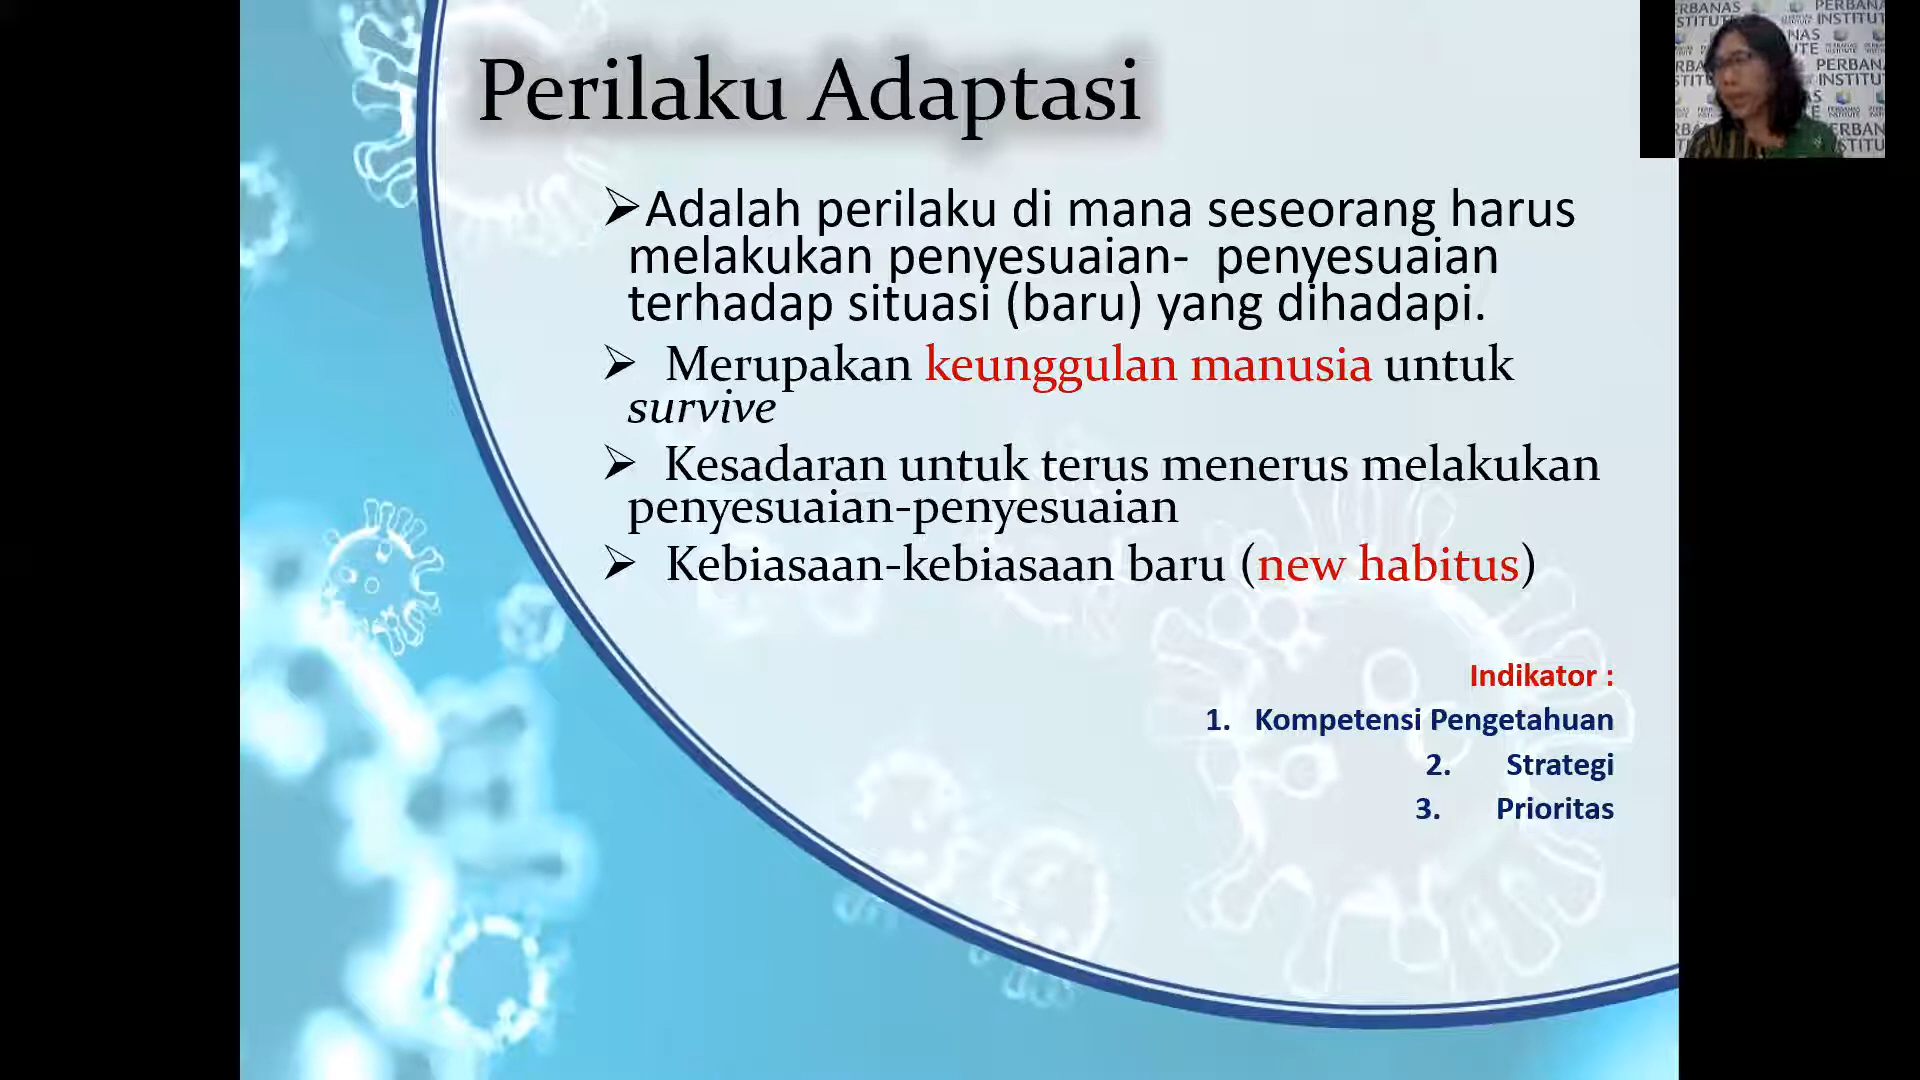 Perilaku Adaptasi
➢Adalah perilaku di mana seseorang harus
melakukan penyesuaian- penyesuaian
terhadap situasi (baru) yang dihadapi.
➢ Merupakan keunggulan manusia untuk
survive
➢ Kesadaran untuk terus menerus melakukan
penyesuaian-penyesuaian
➢ Kebiasaan-kebiasaan baru (new habitus)
Indikator :
1. Kompetensi Pengetahuan
2. Strategi
3. Prioritas
PERBANAS
INSTITUTE